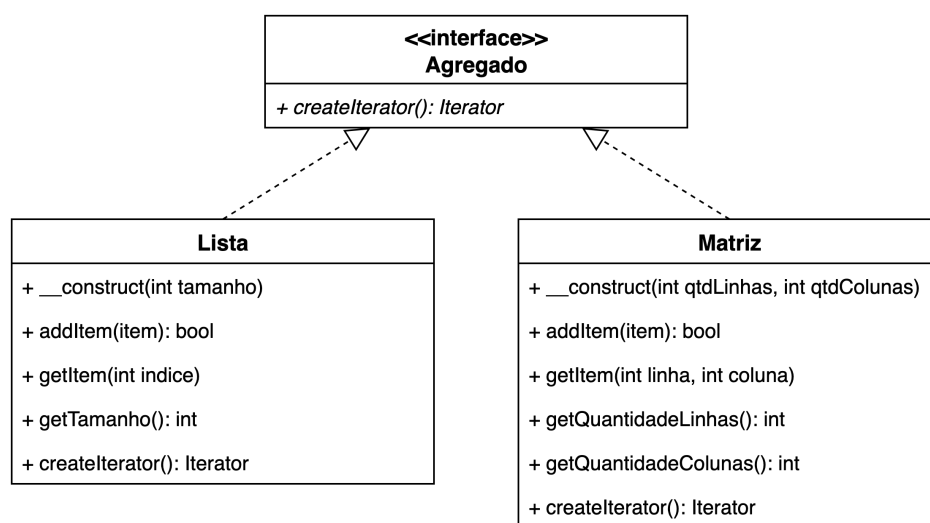 <<interface>>
Agregado
+ createIterator(): Iterator
Lista
+ __construct(int tamanho)
+ addItem(item): bool
+ getItem(int indice)
+ getTamanho(): int
+ createIterator(): Iterator
Matriz
+ __construct(int qtdLinhas, int qtdColunas)
+ addItem(item): bool
+ getItem(int linha, int coluna)
+ getQuantidadeLinhas(): int
+ getQuantidadeColunas(): int
+ createIterator(): Iterator